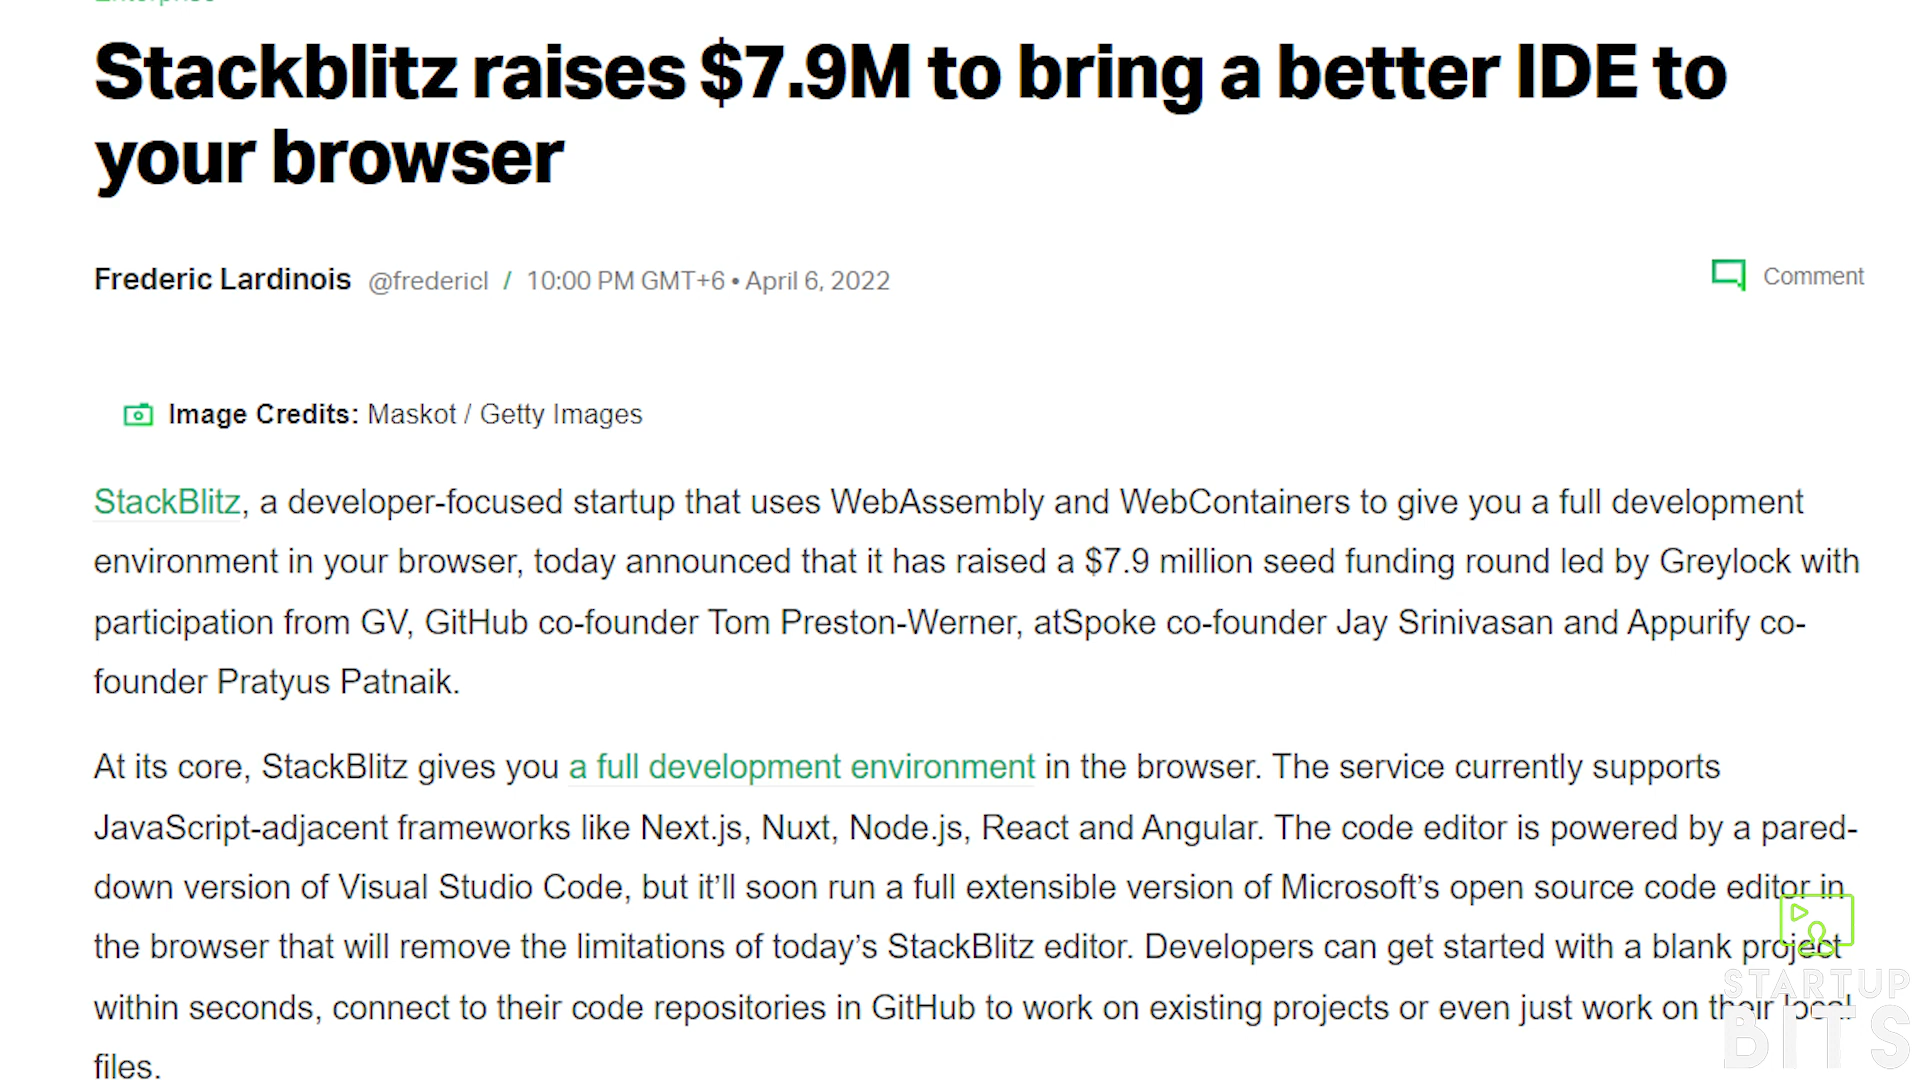 Stackblitz raises $7.9M to bring a better IDE to
your browser
Frederic Lardinois @fredericl / 10:00 PM GMT+6 • April 6, 2022
Comment
Image Credits: Maskot / Getty Images
StackBlitz, a developer-focused startup that uses WebAssembly and WebContainers to give you a full development
environment in your browser, today announced that it has raised a $7.9 million seed funding round led by Greylock with
participation from GV, GitHub co-founder Tom Preston-Werner, atSpoke co-founder Jay Srinivasan and Appurify co-
founder Pratyus Patnaik.
At its core, StackBlitz gives you a full development environment in the browser. The service currently supports
JavaScript-adjacent frameworks like Next.js, Nuxt, Node.js, React and Angular. The code editor is powered by a pared-
down version of Visual Studio Code, but it’ll soon run a full extensible version of Microsoft’s open source code editor in
the browser that will remove the limitations of today’s StackBlitz editor. Developers can get started with a blank project
within seconds, connect to their code repositories in GitHub to work on existing projects or even just work on their local
files.
STARTUP
BITS